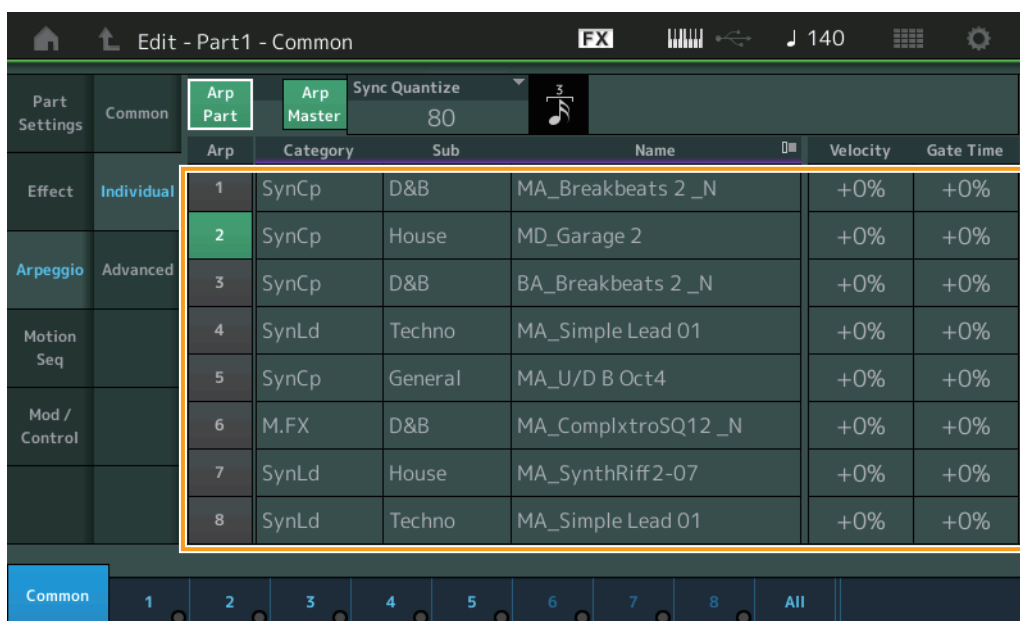 Edit - Part1 - Common FX ♩ 140
Part Settings
Common
Arp Part
Arp Master
Sync Quantize
80
3
Arp Category Sub Name Velocity Gate Time
Effect
Individual
1 SynCp D&B MA_Breakbeats 2 _N +0% +0%
2 SynCp House MD_Garage 2 +0% +0%
Arpeggio
Advanced
3 SynCp D&B BA_Breakbeats 2 _N +0% +0%
Motion Seq
4 SynLd Techno MA_Simple Lead 01 +0% +0%
5 SynCp General MA_U/D B Oct4 +0% +0%
Mod / Control
6 M.FX D&B MA_ComplxtroSQ12 _N +0% +0%
7 SynLd House MA_SynthRiff2-07 +0% +0%
8 SynLd Techno MA_Simple Lead 01 +0% +0%
Common 1 2 3 4 5 6 7 8 All